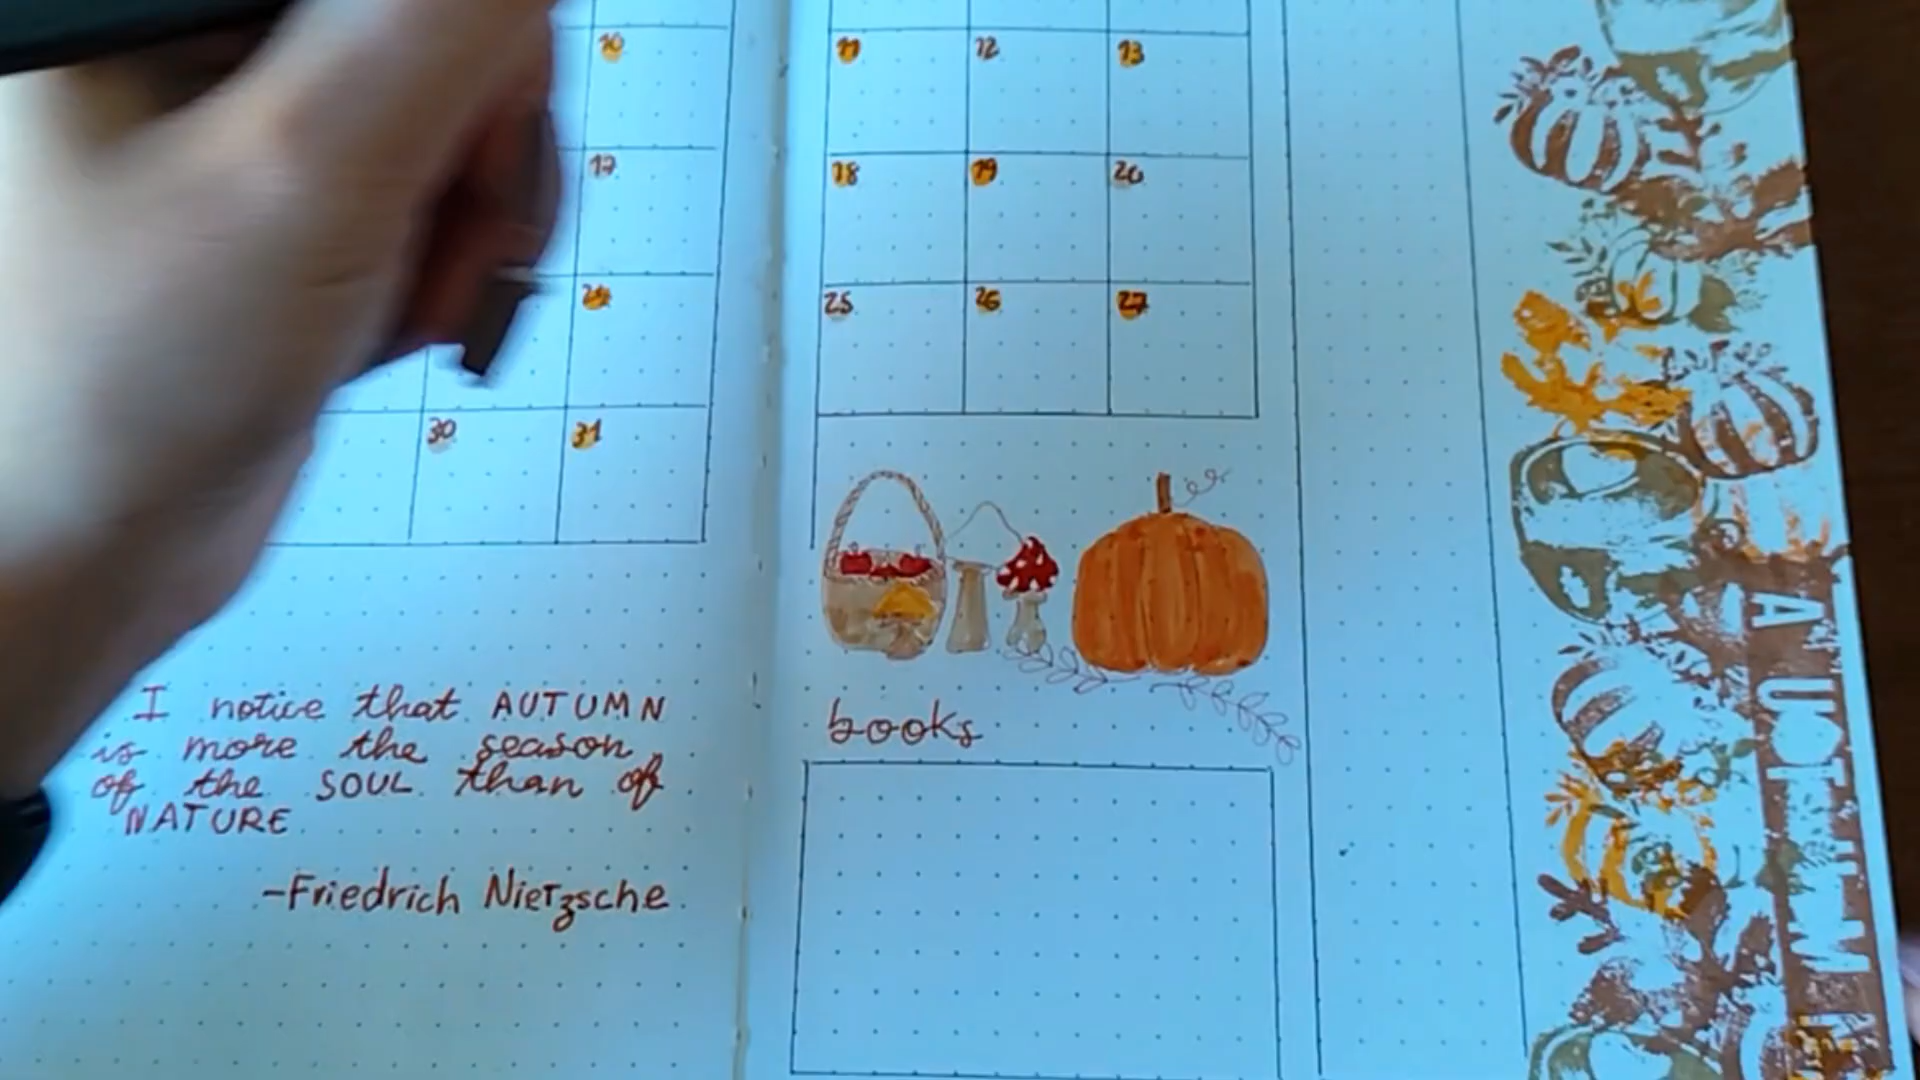 10 11 12 13
17 18 19 20
24 25 26 27
30 31
I notice that AUTUMN
is more the season
of the SOUL than of
NATURE
-Friedrich Nietzsche
books
AUTUMN